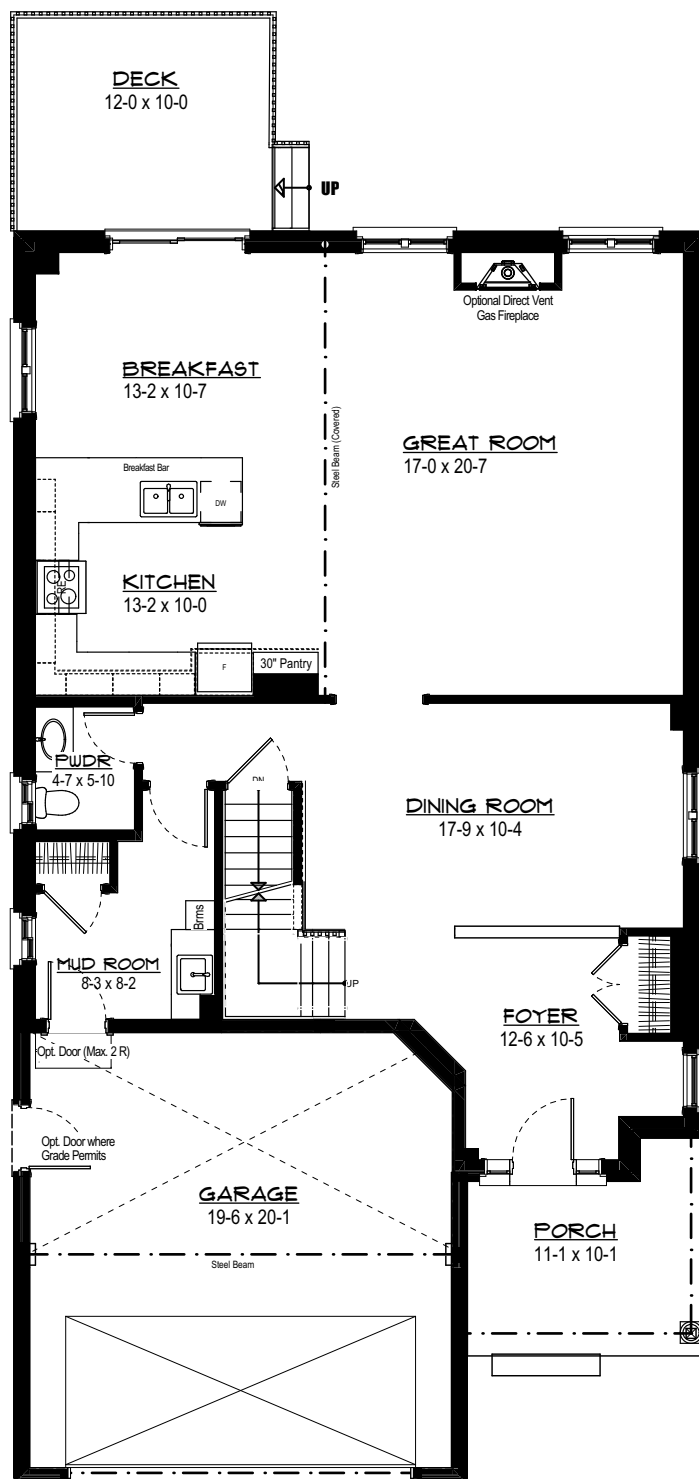 DECK
12-0 x 10-0
UP
Optional Direct Vent
Gas Fireplace
BREAKFAST
13-2 x 10-7
Steel Beam (Covered)
GREAT ROOM
17-0 x 20-7
Breakfast Bar
DW
KITCHEN
13-2 x 10-0
RE
F
30" Pantry
PWDR
4-7 x 5-10
DN
DINING ROOM
17-9 x 10-4
Brms
MUD ROOM
8-3 x 8-2
UP
FOYER
12-6 x 10-5
Opt. Door (Max. 2 R)
Opt. Door where
Grade Permits
GARAGE
19-6 x 20-1
Steel Beam
PORCH
11-1 x 10-1